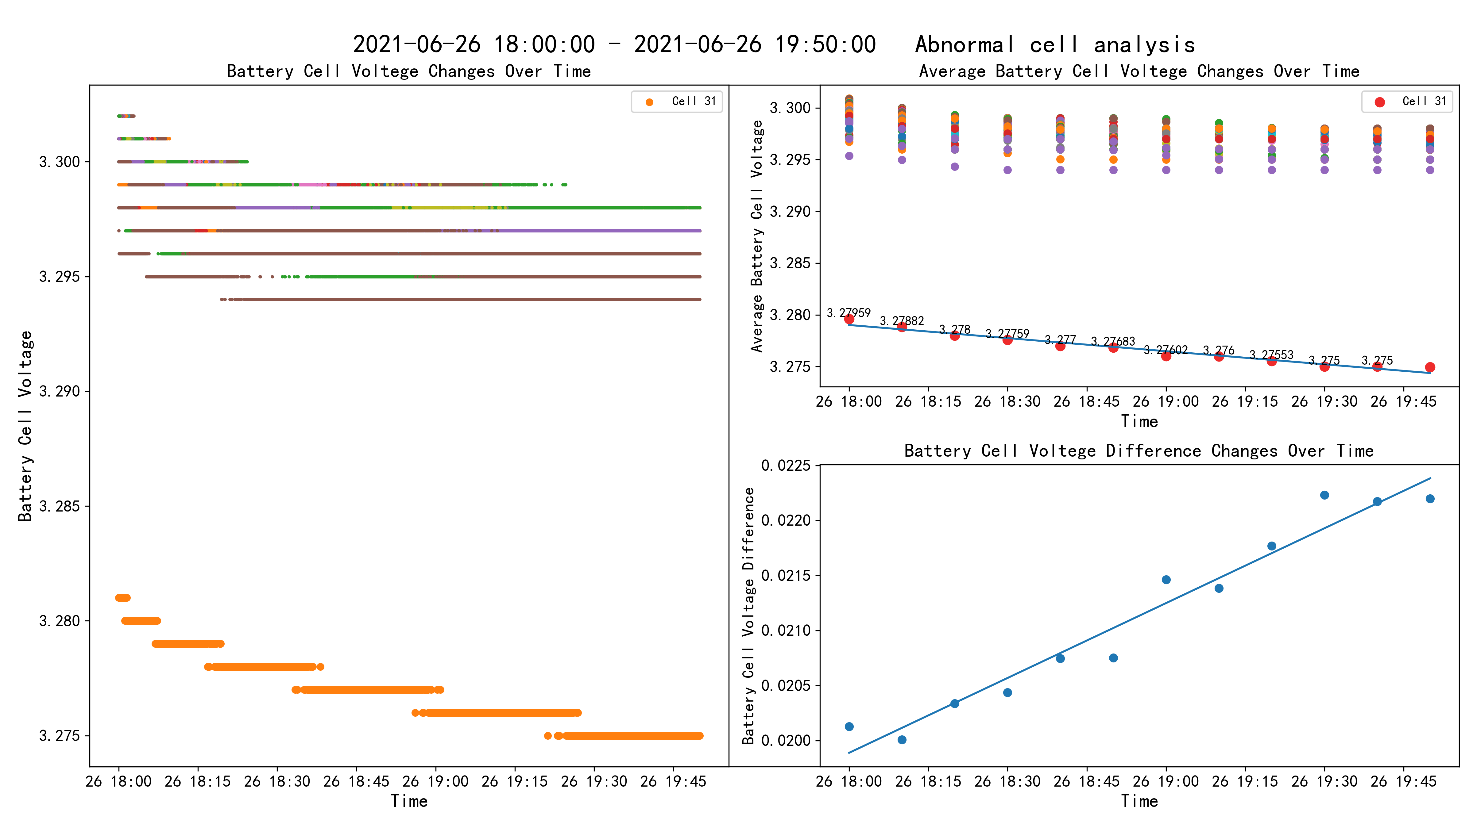 2021-06-26 18:00:00 - 2021-06-26 19:50:00 Abnormal cell analysis
Battery Cell Voltege Changes Over Time
Cell 31
3.300
3.295
3.290
3.285
3.280
3.275
Battery Cell Voltage
26 18:00 26 18:15 26 18:30 26 18:45 26 19:00 26 19:15 26 19:30 26 19:45
Time
Average Battery Cell Voltege Changes Over Time
Cell 31
3.300
3.295
3.290
3.285
3.280
3.275
Average Battery Cell Voltage
3.27959 3.27882 3.278 3.27759 3.277 3.27683 3.27602 3.276 3.27553 3.275 3.275
26 18:00 26 18:15 26 18:30 26 18:45 26 19:00 26 19:15 26 19:30 26 19:45
Time
Battery Cell Voltege Difference Changes Over Time
0.0225
0.0220
0.0215
0.0210
0.0205
0.0200
Battery Cell Voltage Difference
26 18:00 26 18:15 26 18:30 26 18:45 26 19:00 26 19:15 26 19:30 26 19:45
Time